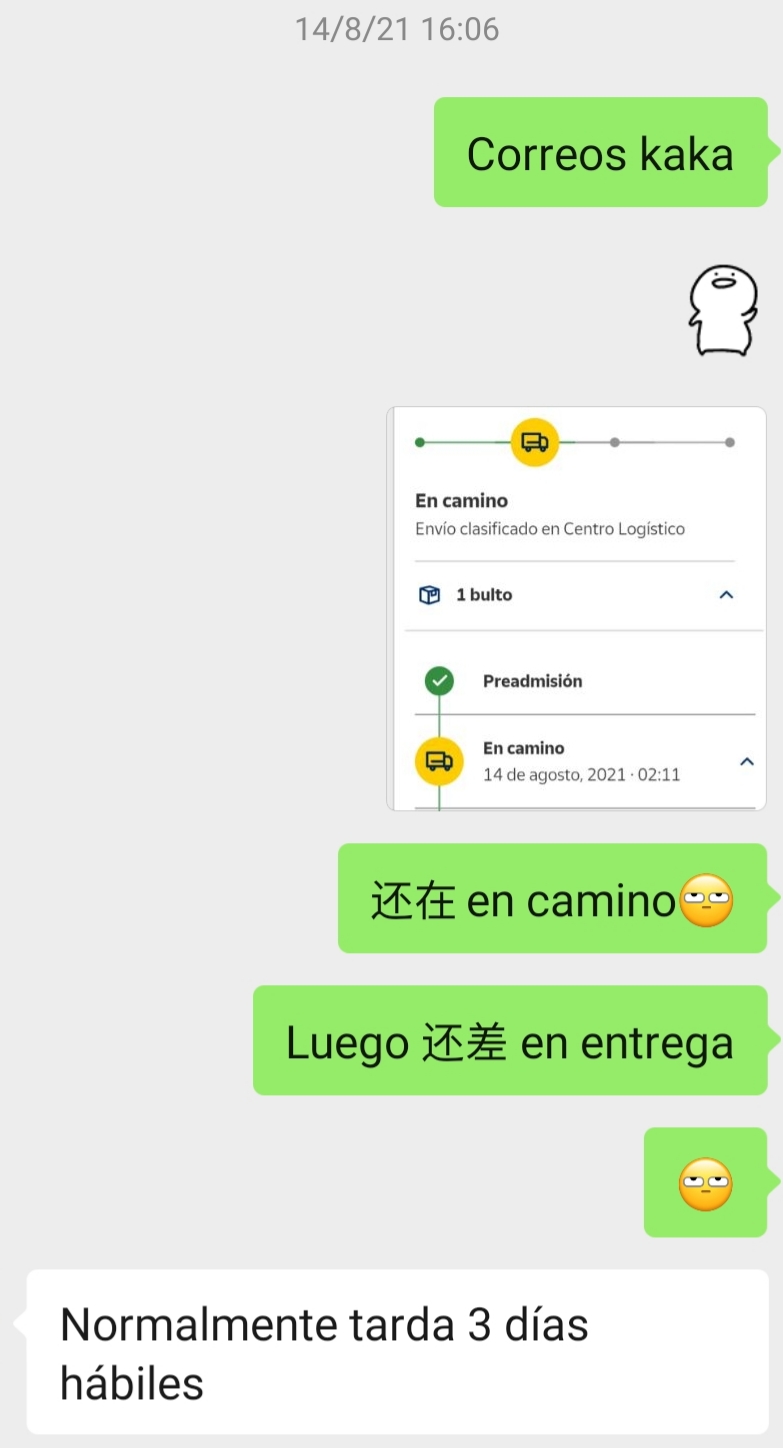 14/8/21 16:06
Correos kaka
En camino
Envío clasificado en Centro Logístico
1 bulto
Preadmisión
En camino
14 de agosto, 2021 · 02:11
还在 en camino🙄
Luego 还差 en entrega
🙄
Normalmente tarda 3 días
hábiles